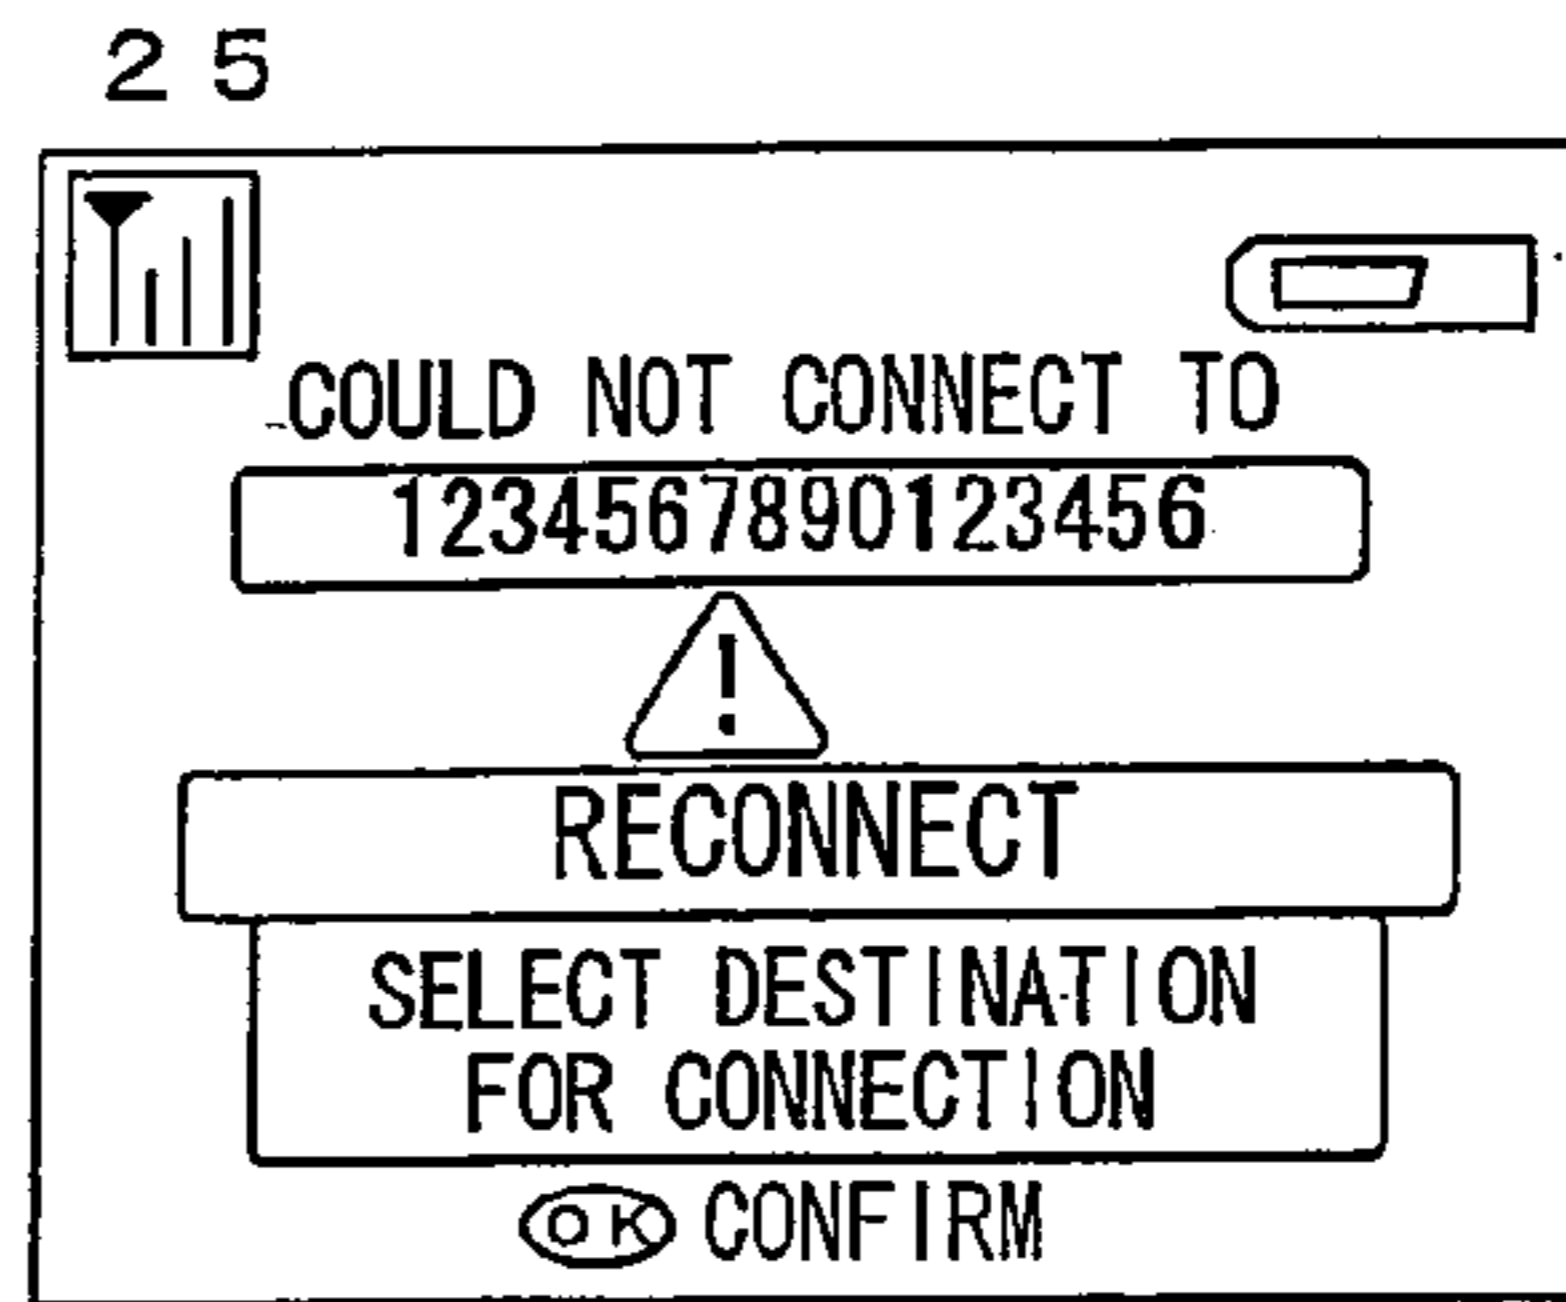 25
COULD NOT CONNECT TO
1234567890123456
!
RECONNECT
SELECT DESTINATION
FOR CONNECTION
OK CONFIRM